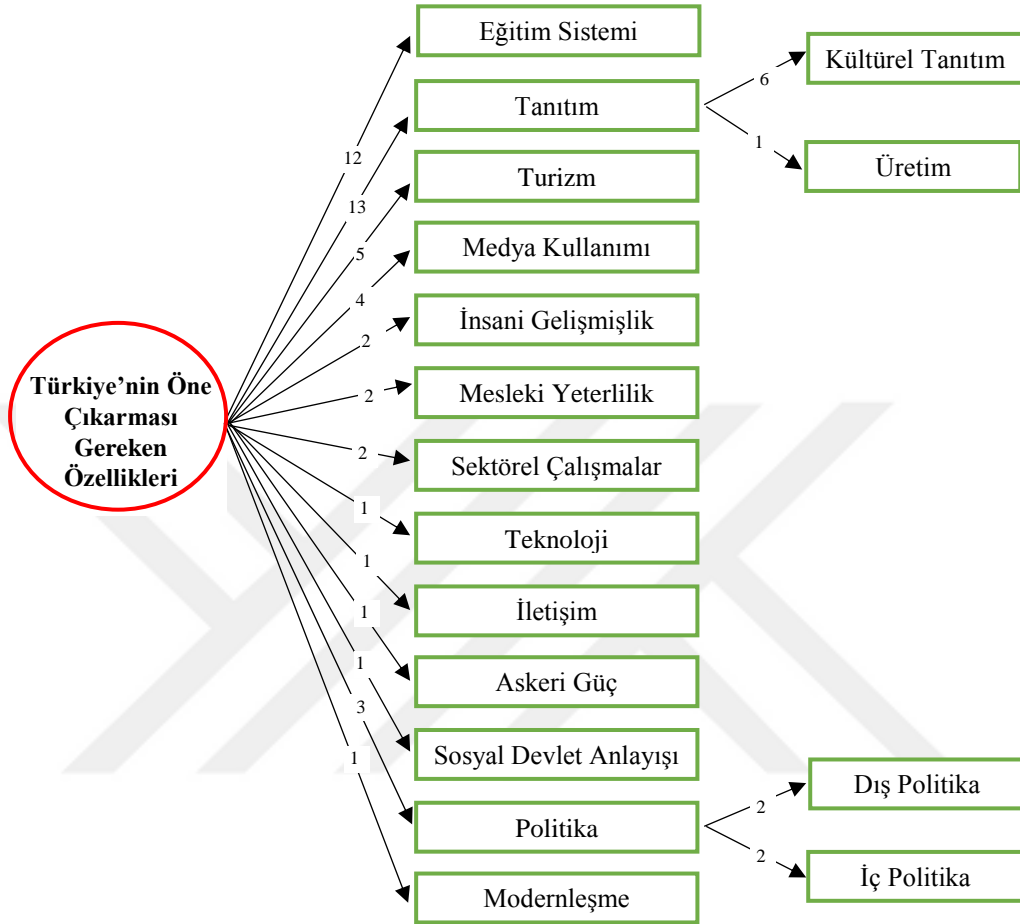 Eğitim Sistemi
Kültürel Tanıtım
6
Tanıtım
1
12
Üretim
Turizm
13
Medya Kullanımı
5
4
İnsani Gelişmişlik
2
Türkiye’nin Öne
Çıkarması
Gereken
Özellikleri
Mesleki Yeterlilik
2
Sektörel Çalışmalar
2
1
Teknoloji
1
İletişim
1
Askeri Güç
1
3
Sosyal Devlet Anlayışı
1
Dış Politika
2
Politika
2
İç Politika
Modernleşme